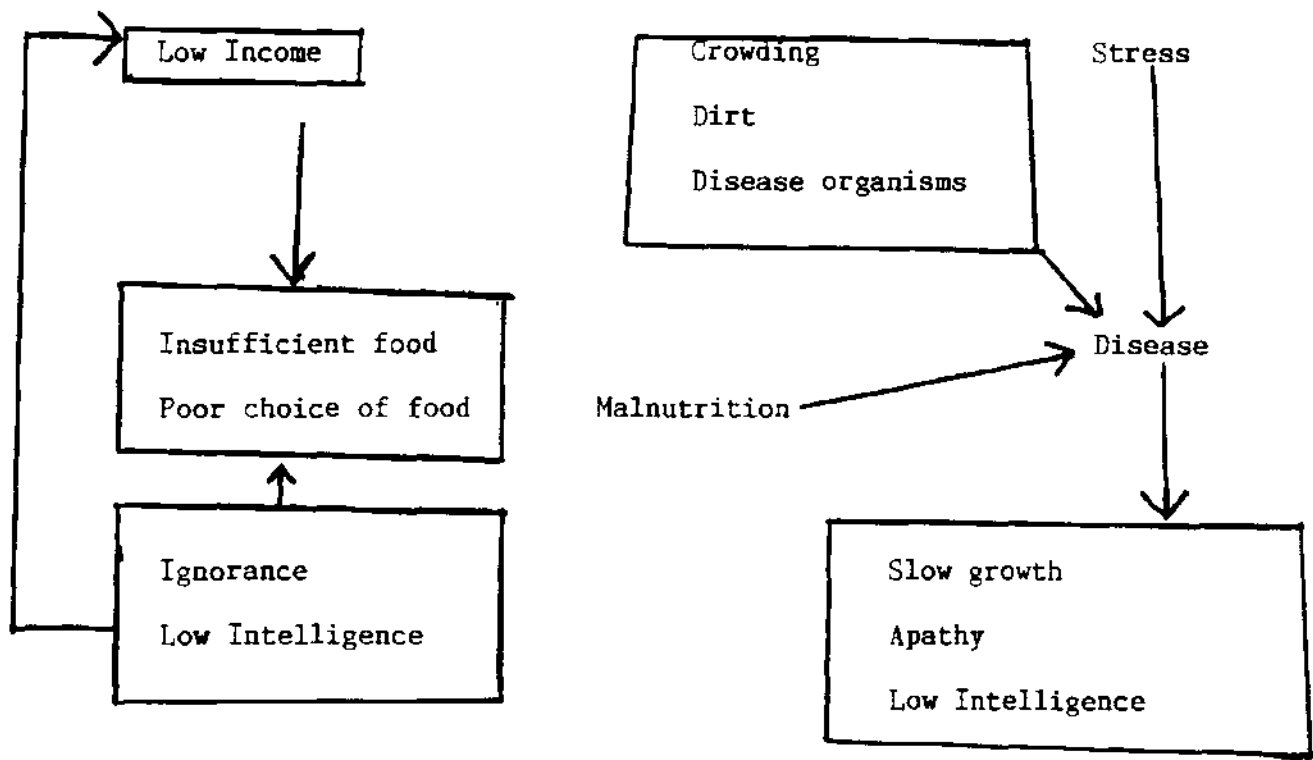 Low Income
Insufficient food
Poor choice of food
Ignorance
Low Intelligence
Crowding
Dirt
Disease organisms
Stress
Malnutrition
Disease
Slow growth
Apathy
Low Intelligence